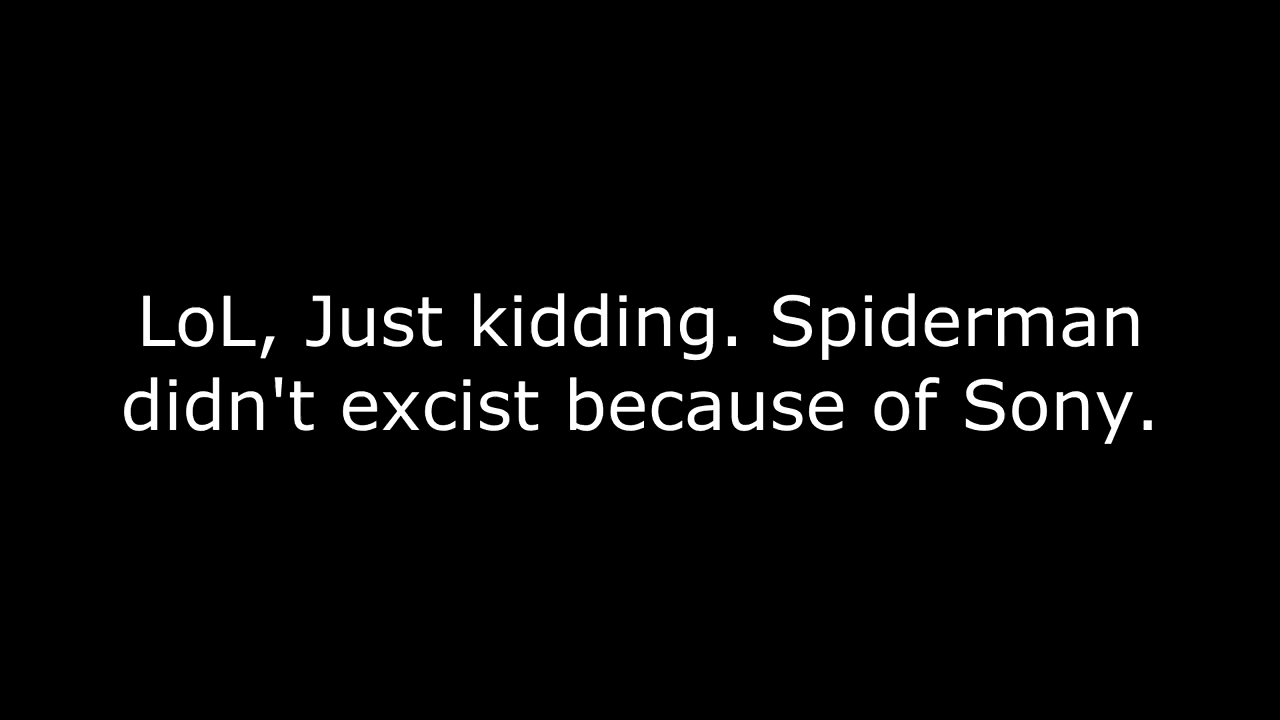 LoL, Just kidding. Spiderman
didn't excist because of Sony.